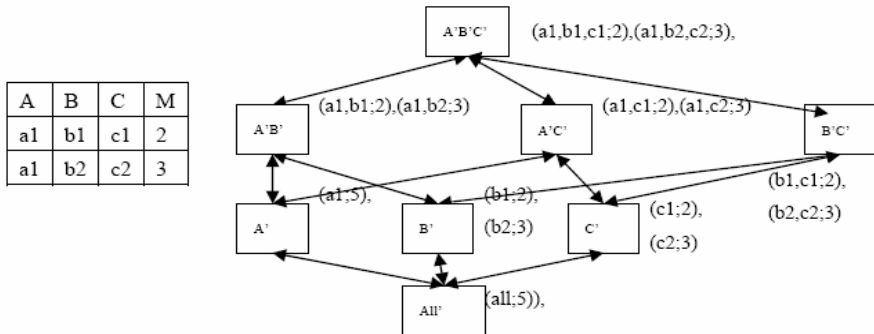 A'B'C'
(a1,b1,c1;2),(a1,b2,c2;3),
A B C M
a1 b1 c1 2
a1 b2 c2 3
(a1,b1;2),(a1,b2;3)
(a1,c1;2),(a1,c2;3)
A'B'
A'C'
B'C'
(a1;5),
(b1;2),
(b2;3)
(c1;2),
(c2;3)
(b1,c1;2),
(b2,c2;3)
A'
B'
C'
All'
(all;5)),